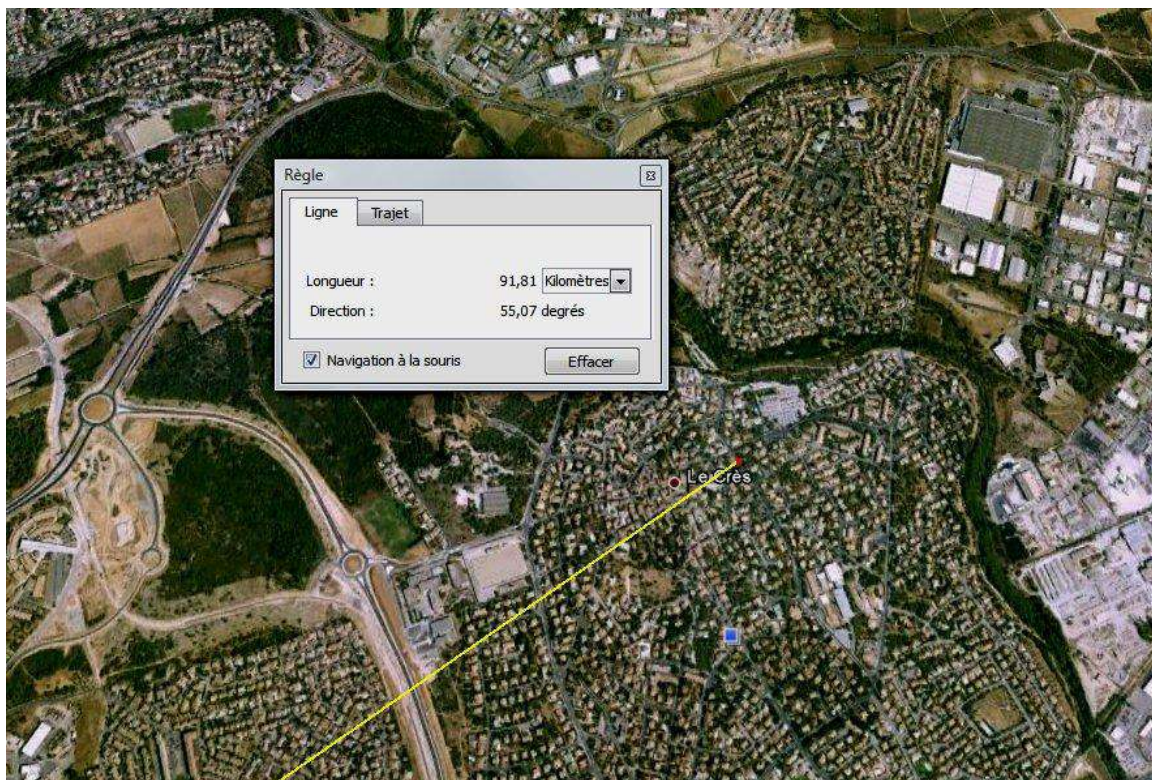 Règle
Ligne Trajet
Longueur : 91,81 Kilomètres
Direction : 55,07 degrés
Navigation à la souris Effacer
Le Crès